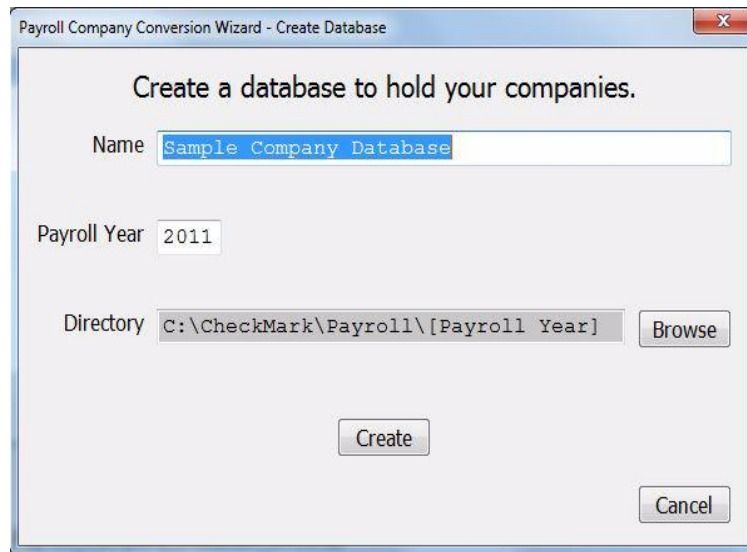 Payroll Company Conversion Wizard - Create Database
Create a database to hold your companies.
Name Sample Company Database
Payroll Year 2011
Directory C:\CheckMark\Payroll\[Payroll Year] Browse
Create
Cancel